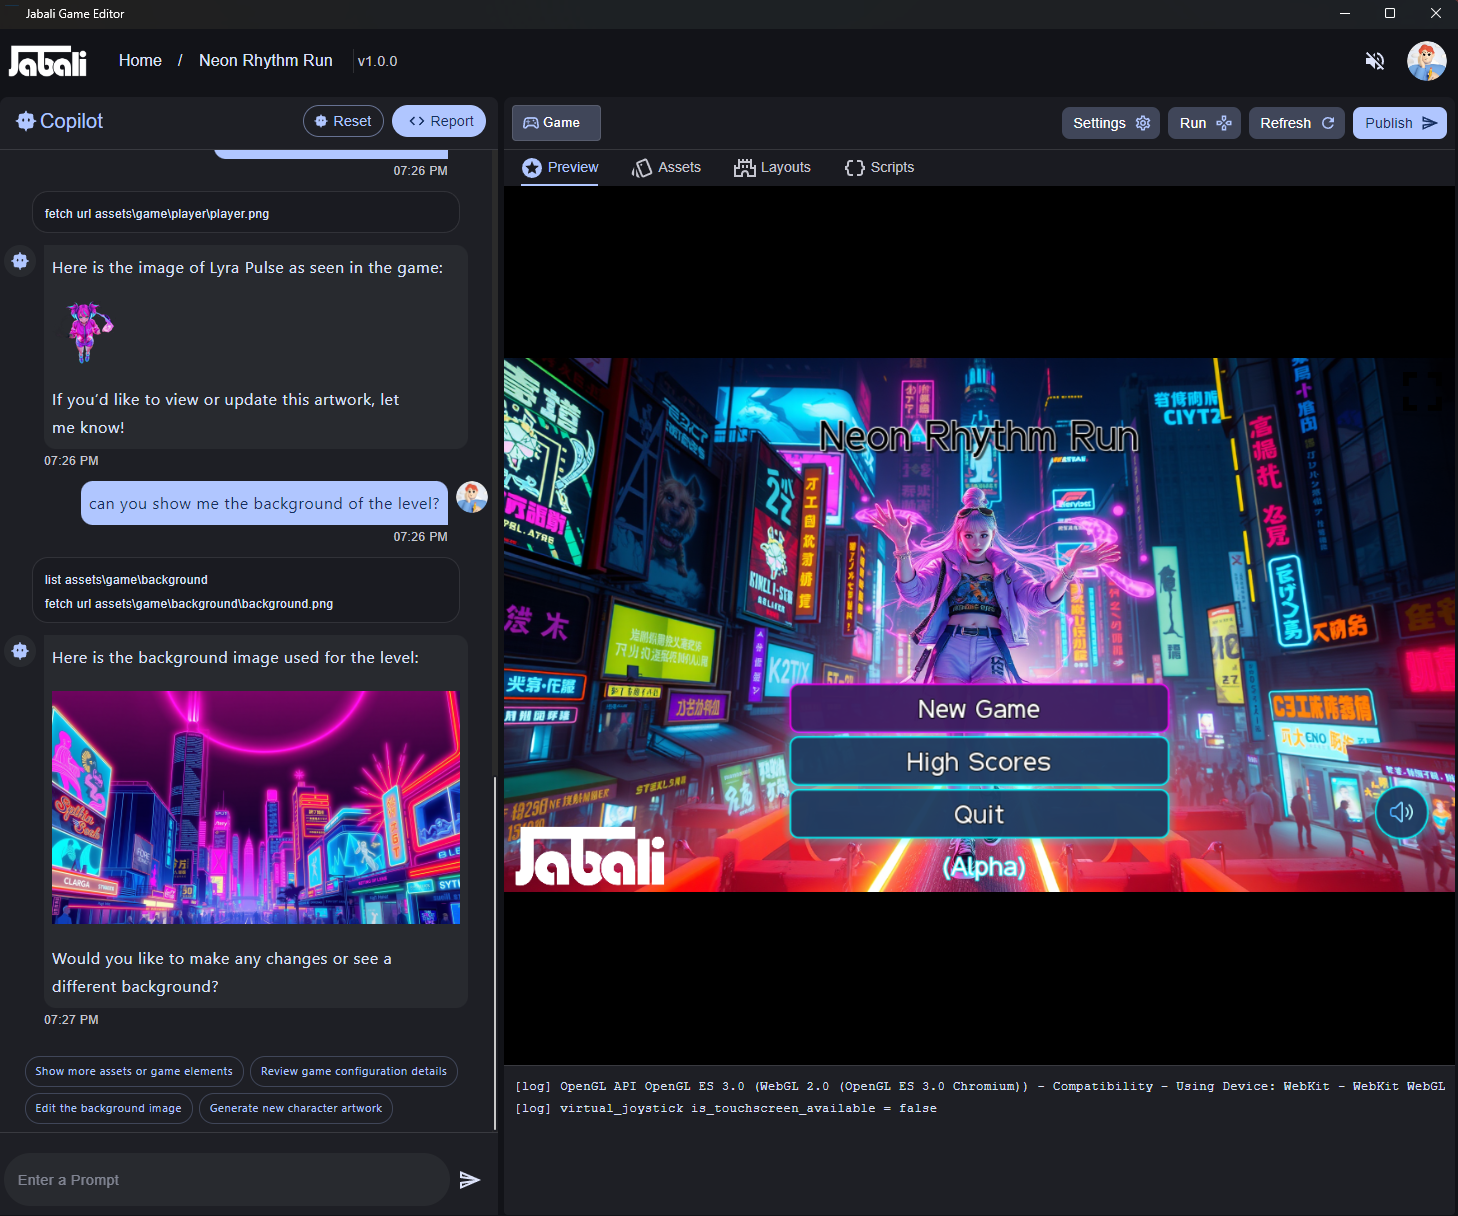 Jabali Game Editor
Jabali
Home / Neon Rhythm Run v1.0.0
Copilot
Reset
Report
07:26 PM
fetch url assets\game\player\player.png
Here is the image of Lyra Pulse as seen in the game:
If you’d like to view or update this artwork, let
me know!
07:26 PM
can you show me the background of the level?
07:26 PM
list assets\game\background
fetch url assets\game\background\background.png
Here is the background image used for the level:
CLARGA
Would you like to make any changes or see a
different background?
07:27 PM
Show more assets or game elements
Review game configuration details
Edit the background image
Generate new character artwork
Enter a Prompt
Game
Settings
Run
Refresh
Publish
Preview
Assets
Layouts
Scripts
Neon Rhythm Run
CIYT2
22
K2TIX
New Game
High Scores
Quit
(Alpha)
Jabali
[log] OpenGL API OpenGL ES 3.0 (WebGL 2.0 (OpenGL ES 3.0 Chromium)) - Compatibility - Using Device: WebKit - WebKit WebGL
[log] virtual_joystick is_touchscreen_available = false